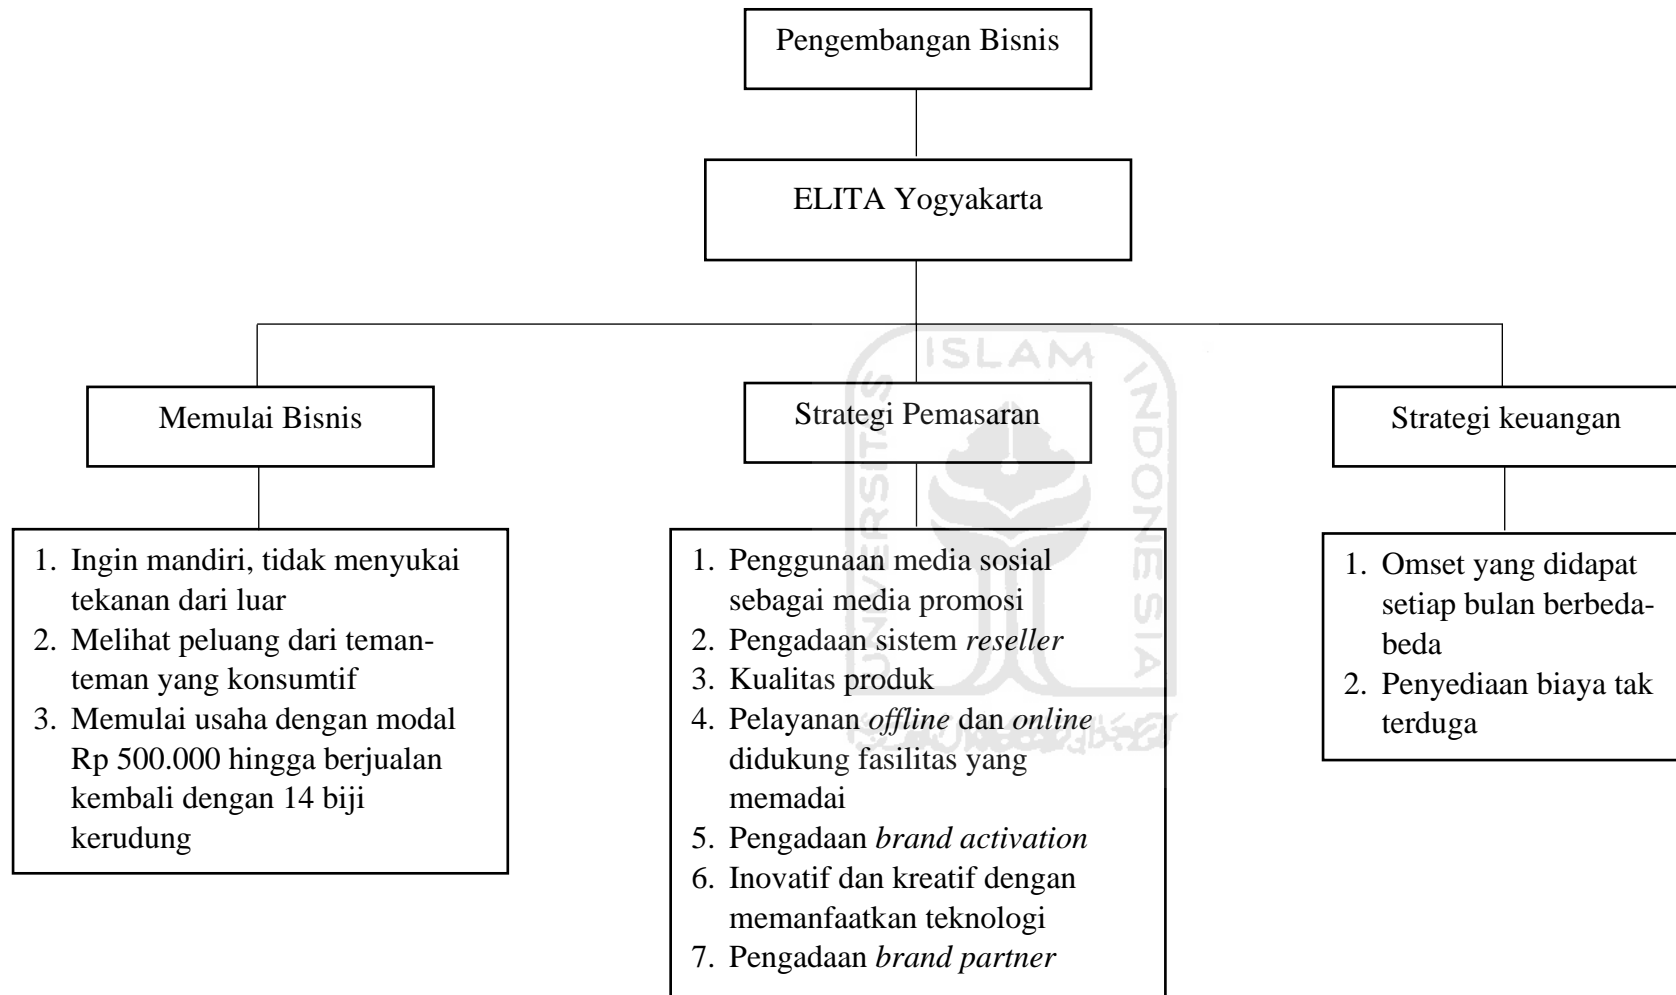 Pengembangan Bisnis
ELITA Yogyakarta
Memulai Bisnis
Strategi Pemasaran
Strategi keuangan
1. Ingin mandiri, tidak menyukai
tekanan dari luar
2. Melihat peluang dari teman-
teman yang konsumtif
3. Memulai usaha dengan modal
Rp 500.000 hingga berjualan
kembali dengan 14 biji
kerudung
1. Penggunaan media sosial
sebagai media promosi
2. Pengadaan sistem reseller
3. Kualitas produk
4. Pelayanan offline dan online
didukung fasilitas yang
memadai
5. Pengadaan brand activation
6. Inovatif dan kreatif dengan
memanfaatkan teknologi
7. Pengadaan brand partner
1. Omset yang didapat
setiap bulan berbeda-
beda
2. Penyediaan biaya tak
terduga
UNIVERSITAS
ISLAM
INDONESIA